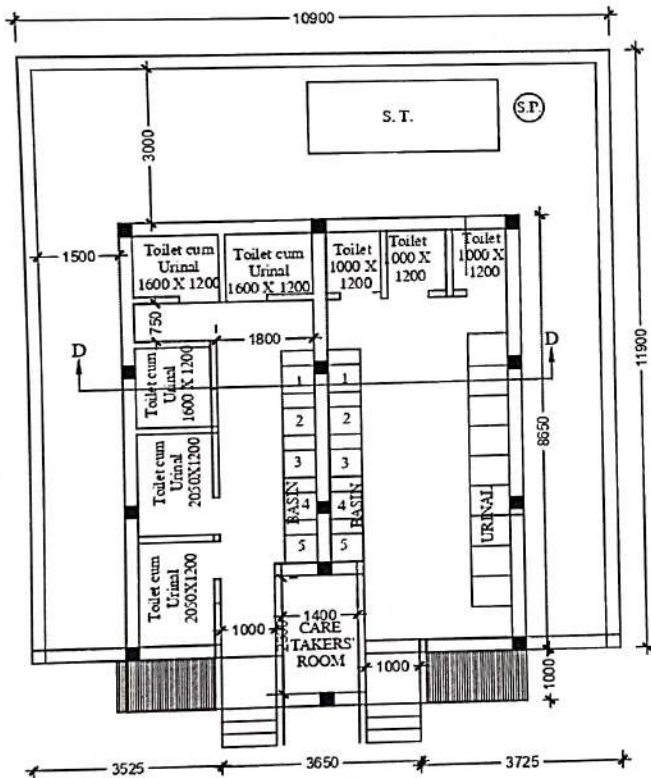 10900
S. T.
S.P.
3000
1500
Toilet cum
Urinal
1600 X 1200
Toilet cum
Urinal
1600 X 1200
Toilet
1000 X
1200
Toilet
000 X
1200
Toilet
1000 X
1200
750
1800
D
D
11900
8650
Toilet cum
Urinal
1600 X 1200
Toilet cum
Urinal
2050X1200
Toilet cum
Urinal
2050X1200
1
2
3
4
5
BASIN
1
2
3
4
5
BASIN
URINAL
1000
1400
CARE
TAKERS'
ROOM
1000
1000
3525
3650
3725